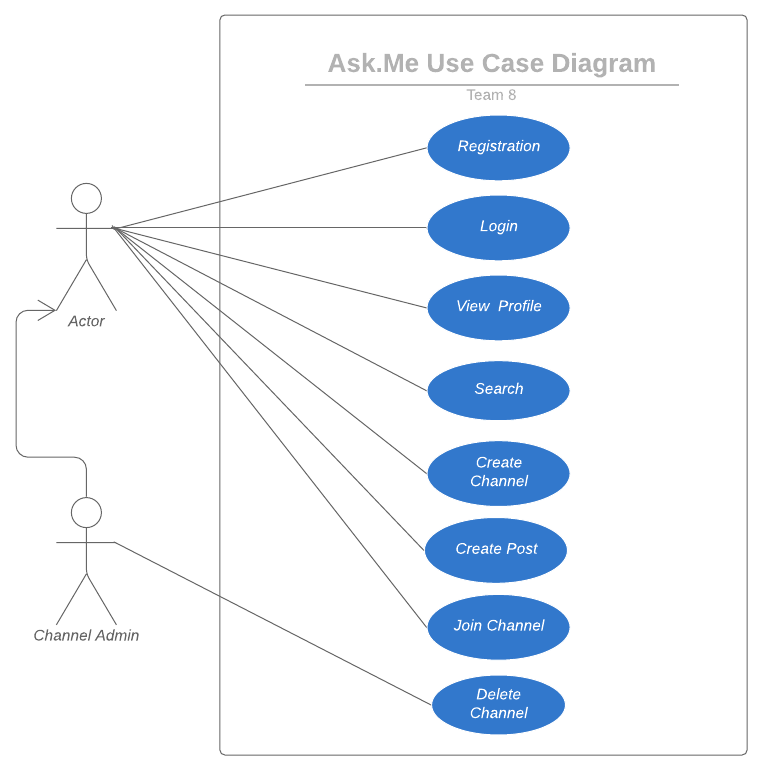 Ask.Me Use Case Diagram
Team 8
Registration
Login
View  Profile
Actor
Search
Create
Channel
Create Post
Join Channel
Channel Admin
Delete
Channel